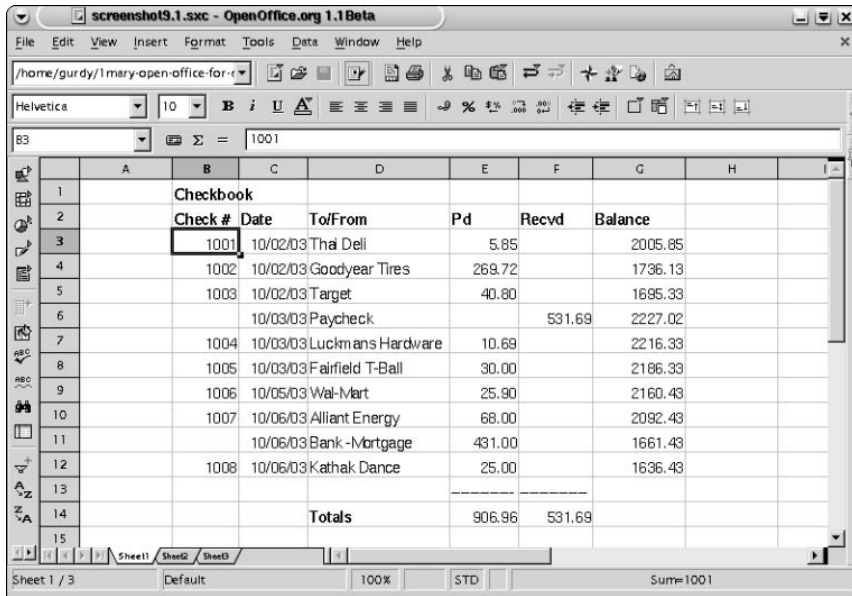 screenshot9.1.sxc - OpenOffice.org 1.1Beta
File Edit View Insert Format Tools Data Window Help
/home/gurdy/1mary-open-office-for-
Helvetica 10 B i U A
B3 Σ = 1001
A B C D E F G H I
1 Checkbook
2 Check # Date To/From Pd Recvd Balance
3 1001 10/02/03 Thai Deli 5.85 2005.85
4 1002 10/02/03 Goodyear Tires 269.72 1736.13
5 1003 10/02/03 Target 40.80 1695.33
6 10/03/03 Paycheck 531.69 2227.02
7 1004 10/03/03 Luckmans Hardware 10.69 2216.33
8 1005 10/03/03 Fairfield T-Ball 30.00 2186.33
9 1006 10/05/03 Wal-Mart 25.90 2160.43
10 1007 10/06/03 Alliant Energy 68.00 2092.43
11 10/06/03 Bank -Mortgage 431.00 1661.43
12 1008 10/06/03 Kathak Dance 25.00 1636.43
13 -------- --------
14 Totals 906.96 531.69
15
Sheet1 Sheet2 Sheet3
Sheet 1 / 3 Default 100% STD Sum=1001